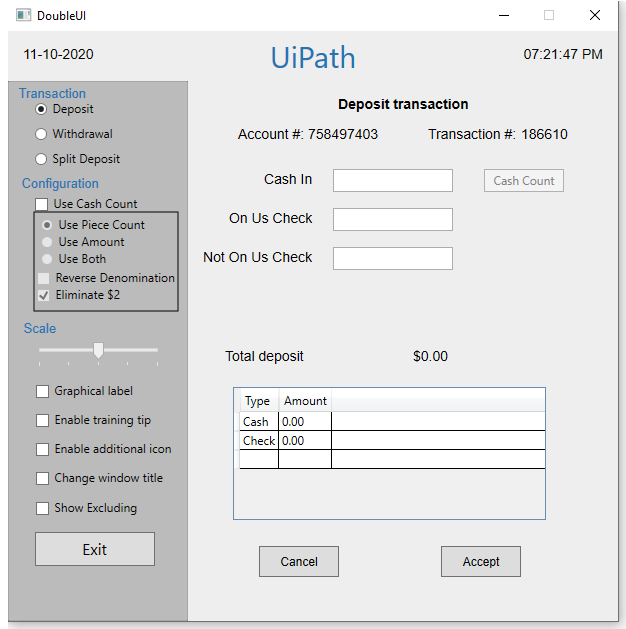 DoubleUI
11-10-2020
UiPath
07:21:47 PM
Transaction
Deposit
Withdrawal
Split Deposit
Configuration
Use Cash Count
Use Piece Count
Use Amount
Use Both
Reverse Denomination
Eliminate $2
Scale
Graphical label
Enable training tip
Enable additional icon
Change window title
Show Excluding
Exit
Deposit transaction
Account #: 758497403 Transaction #: 186610
Cash In
Cash Count
On Us Check
Not On Us Check
Total deposit $0.00
Type Amount
Cash 0.00
Check 0.00
Cancel
Accept